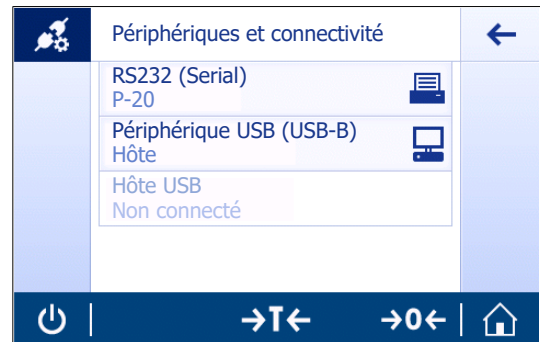 Périphériques et connectivité
RS232 (Serial)
P-20
Périphérique USB (USB-B)
Hôte
Hôte USB
Non connecté
→T← →0←